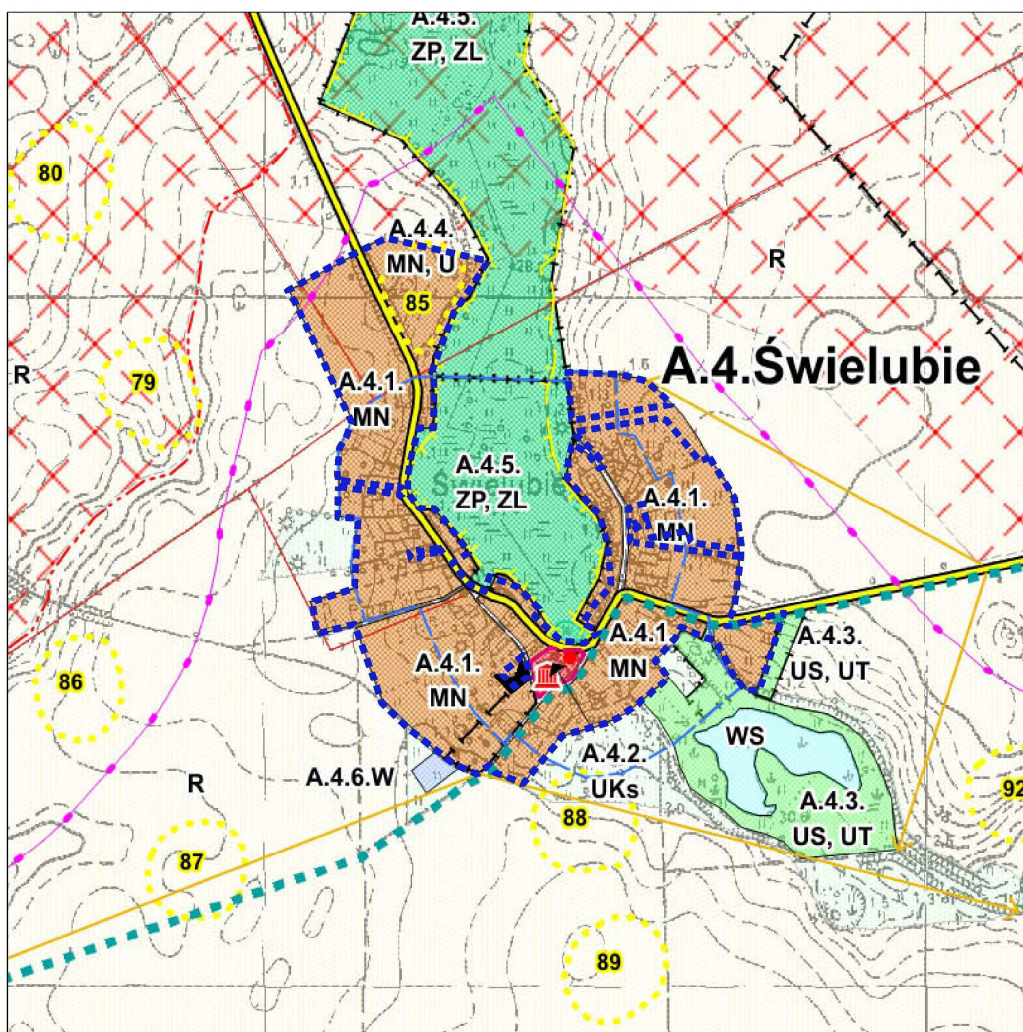 A.4.5.
ZP, ZL
80
A.4.4.
MN, U
R
85
79
R
A.4.Świelubie
A.4.1.
MN
A.4.5.
Świelubie
ZP, ZL
A.4.1.
MN
A.4.3.
US, UT
A.4.1.
MN
A.4.1.
MN
86
WS
A.4.2.
UKs
A.4.6.W
R
A.4.3.
US, UT
92
88
87
89